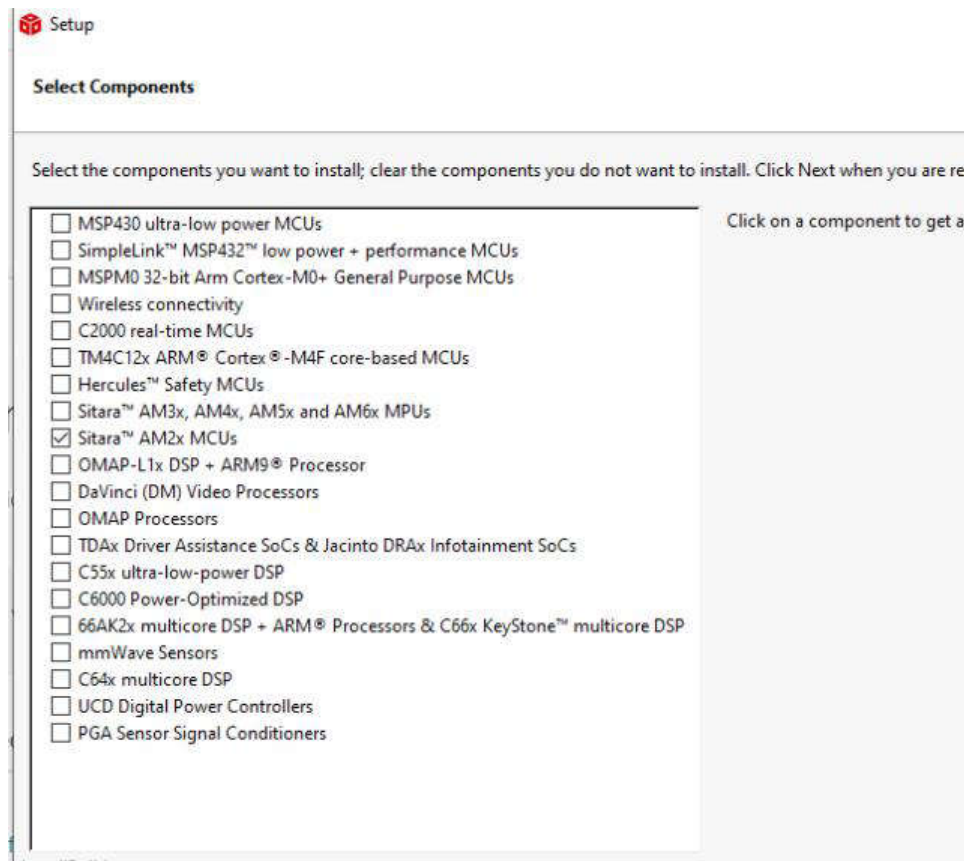 Setup
Select Components
Select the components you want to install; clear the components you do not want to install. Click Next when you are re
Click on a component to get a
MSP430 ultra-low power MCUs
SimpleLink™ MSP432™ low power + performance MCUs
MSPM0 32-bit Arm Cortex-M0+ General Purpose MCUs
Wireless connectivity
C2000 real-time MCUs
TM4C12x ARM® Cortex®-M4F core-based MCUs
Hercules™ Safety MCUs
Sitara™ AM3x, AM4x, AM5x and AM6x MPUs
Sitara™ AM2x MCUs
OMAP-L1x DSP + ARM9® Processor
DaVinci (DM) Video Processors
OMAP Processors
TDAx Driver Assistance SoCs & Jacinto DRAx Infotainment SoCs
C55x ultra-low-power DSP
C6000 Power-Optimized DSP
66AK2x multicore DSP + ARM® Processors & C66x KeyStone™ multicore DSP
mmWave Sensors
C64x multicore DSP
UCD Digital Power Controllers
PGA Sensor Signal Conditioners